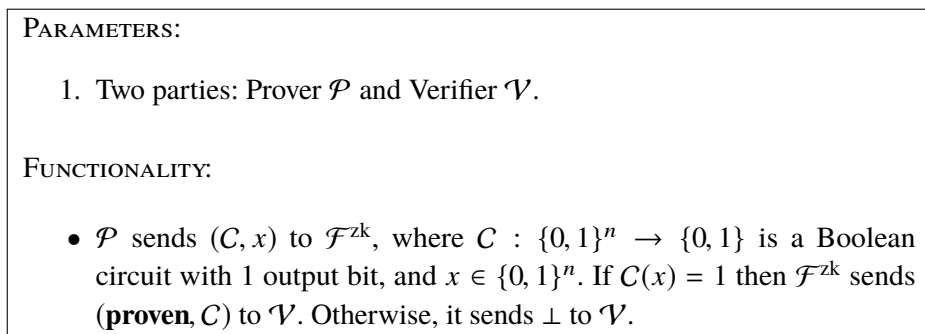 PARAMETERS:
1. Two parties: Prover 𝒫 and Verifier 𝒱.
FUNCTIONALITY:
• 𝒫 sends (𝒞, x) to ℱ^zk, where 𝒞 : {0, 1}^n → {0, 1} is a Boolean
circuit with 1 output bit, and x ∈ {0, 1}^n. If 𝒞(x) = 1 then ℱ^zk sends
(proven, 𝒞) to 𝒱. Otherwise, it sends ⊥ to 𝒱.